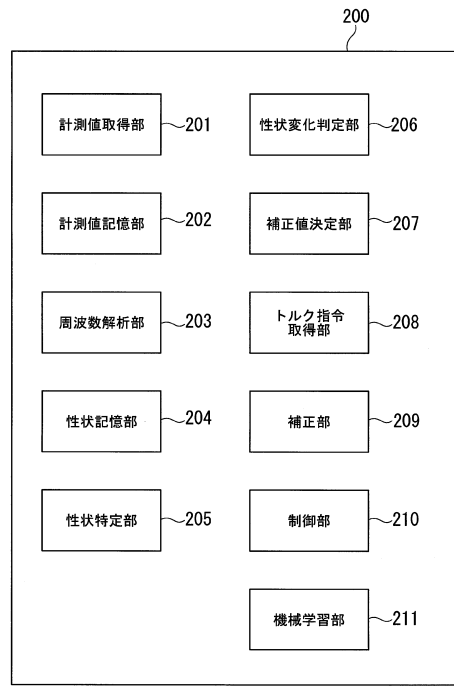 200
計測値取得部 201
計測値記憶部 202
周波数解析部 203
性状記憶部 204
性状特定部 205
性状変化判定部 206
補正値決定部 207
トルク指令
取得部 208
補正部 209
制御部 210
機械学習部 211